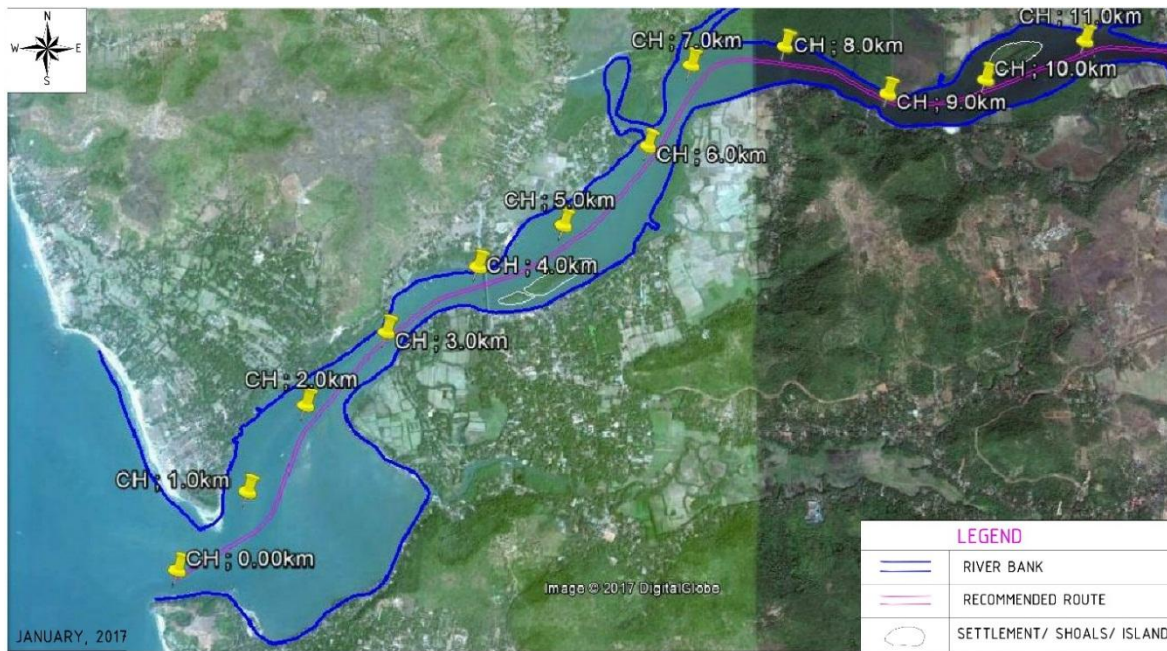 N
W E
S
CH ; 11.0km
CH ; 7.0km
CH ; 8.0km
CH ; 10.0km
CH ; 9.0km
CH ; 6.0km
CH ; 5.0km
CH ; 4.0km
CH ; 3.0km
CH ; 2.0km
CH ; 1.0km
CH ; 0.00km
Image © 2017 DigitalGlobe
JANUARY, 2017
LEGEND
RIVER BANK
RECOMMENDED ROUTE
SETTLEMENT/ SHOALS/ ISLAND